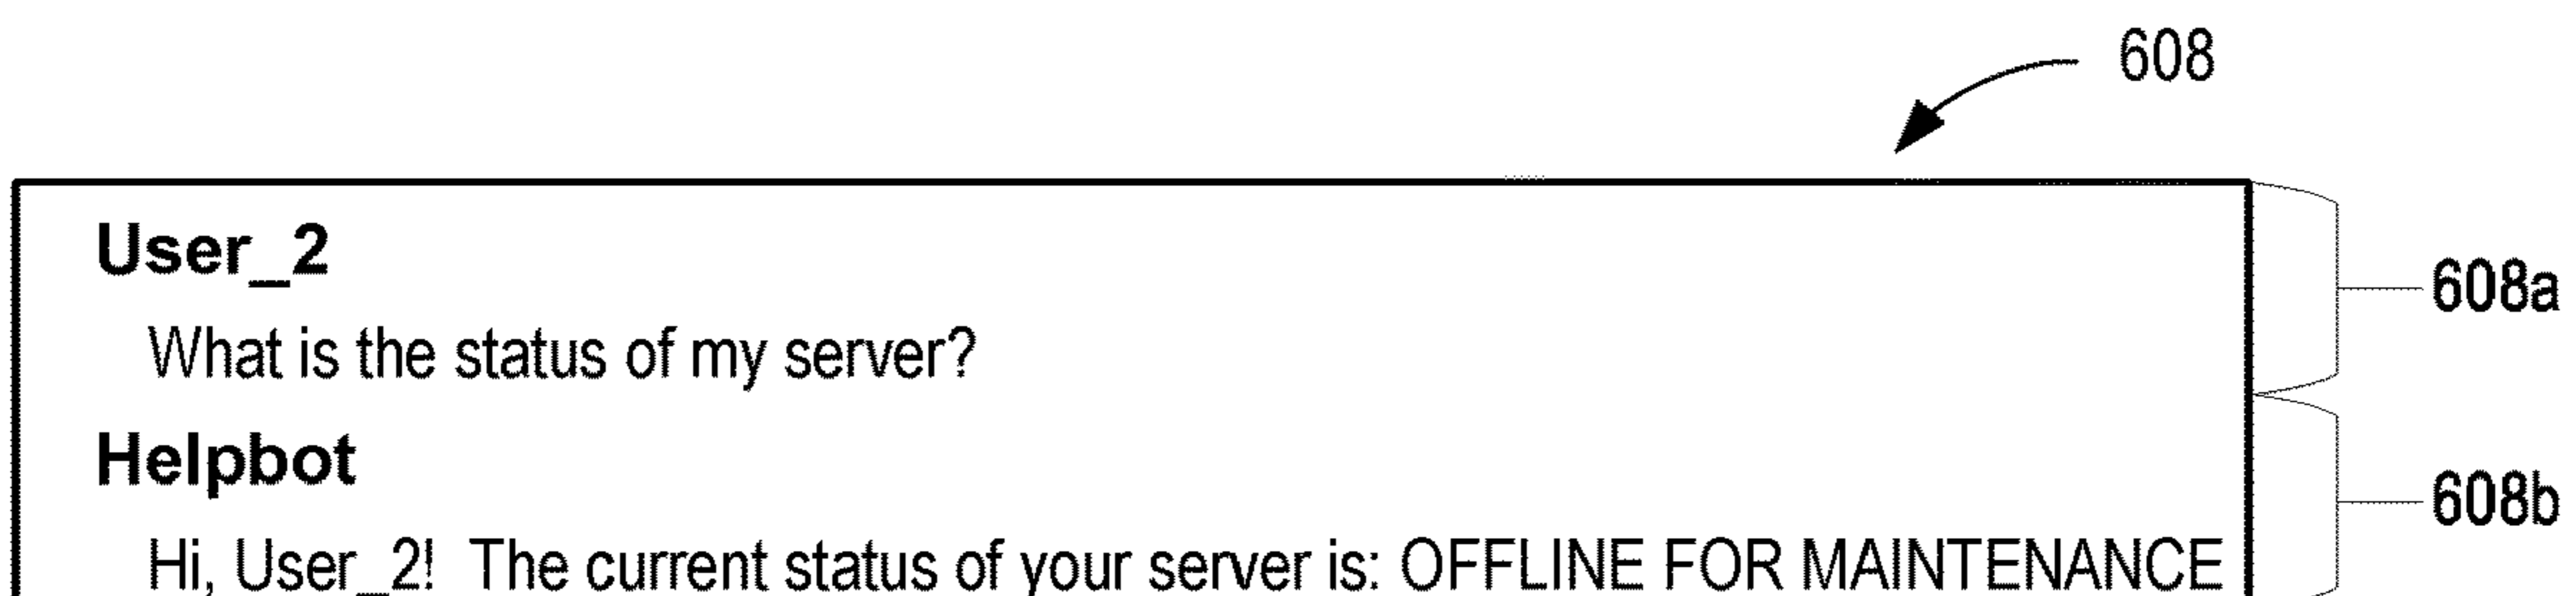 608
User_2
608a
What is the status of my server?
Helpbot
608b
Hi, User_2!  The current status of your server is: OFFLINE FOR MAINTENANCE